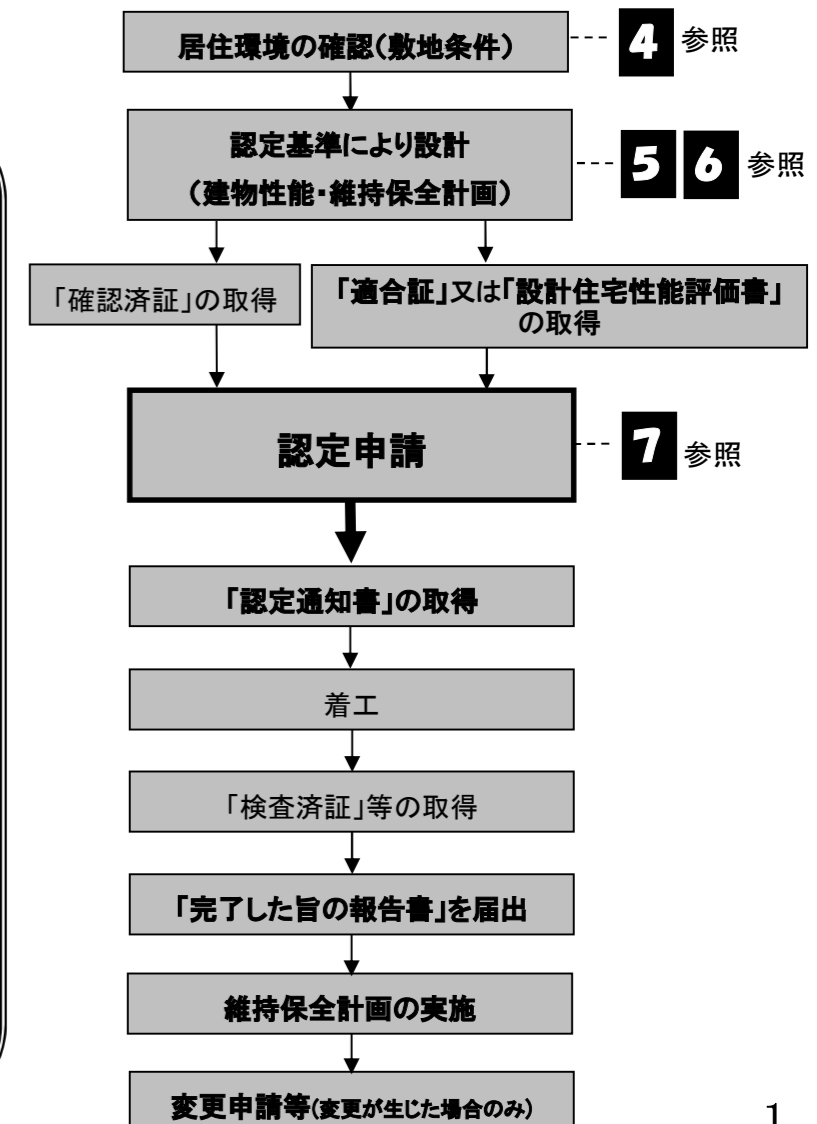 居住環境の確認(敷地条件)
4 参照
認定基準により設計
(建物性能・維持保全計画)
5 6 参照
「確認済証」の取得
「適合証」又は「設計住宅性能評価書」
の取得
認定申請
7 参照
「認定通知書」の取得
着工
「検査済証」等の取得
「完了した旨の報告書」を届出
維持保全計画の実施
変更申請等(変更が生じた場合のみ)
1